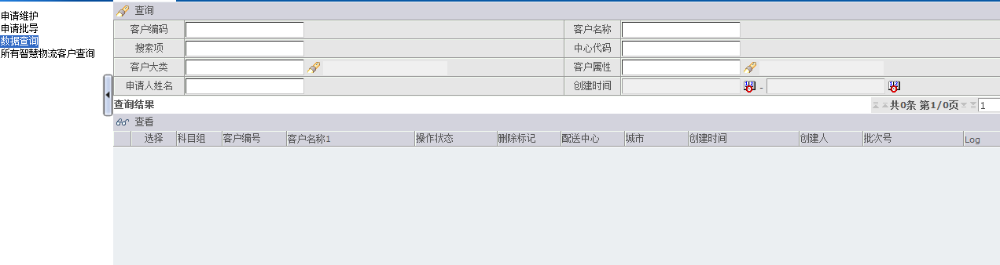 申请维护
申请批导
数据查询
所有智慧物流客户查询
查询
客户编码 客户名称
搜索项 中心代码
客户大类 客户属性
申请人姓名 创建时间 -
查询结果 共0条 第1/0页 1
查看
选择 科目组 客户编号 客户名称1 操作状态 删除标记 配送中心 城市 创建时间 创建人 批次号 Log